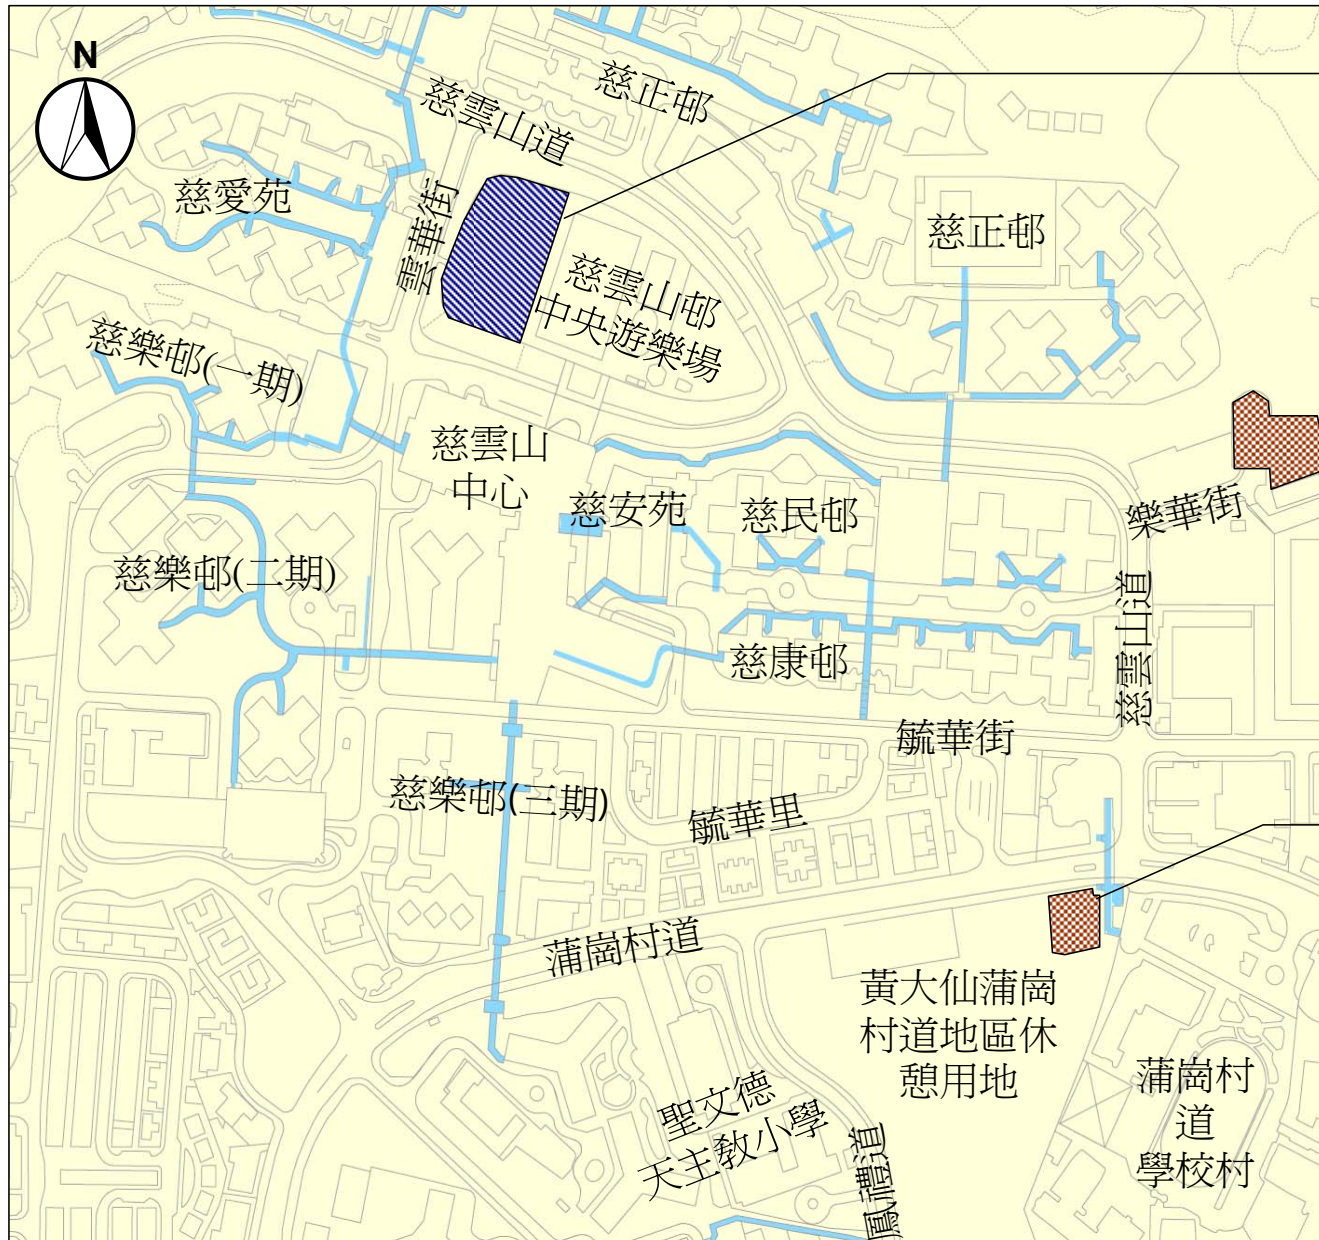 N
慈正邨
慈雲山道
慈愛苑
雲華街
慈正邨
慈雲山邨
中央遊樂場
慈樂邨(一期)
慈雲山
中心
慈安苑
慈民邨
樂華街
慈樂邨(二期)
慈雲山道
慈康邨
毓華街
慈樂邨(三期)
毓華里
蒲崗村道
黃大仙蒲崗
村道地區休
憩用地
蒲崗村
道
學校村
聖文德
天主教小學
鳳禮道